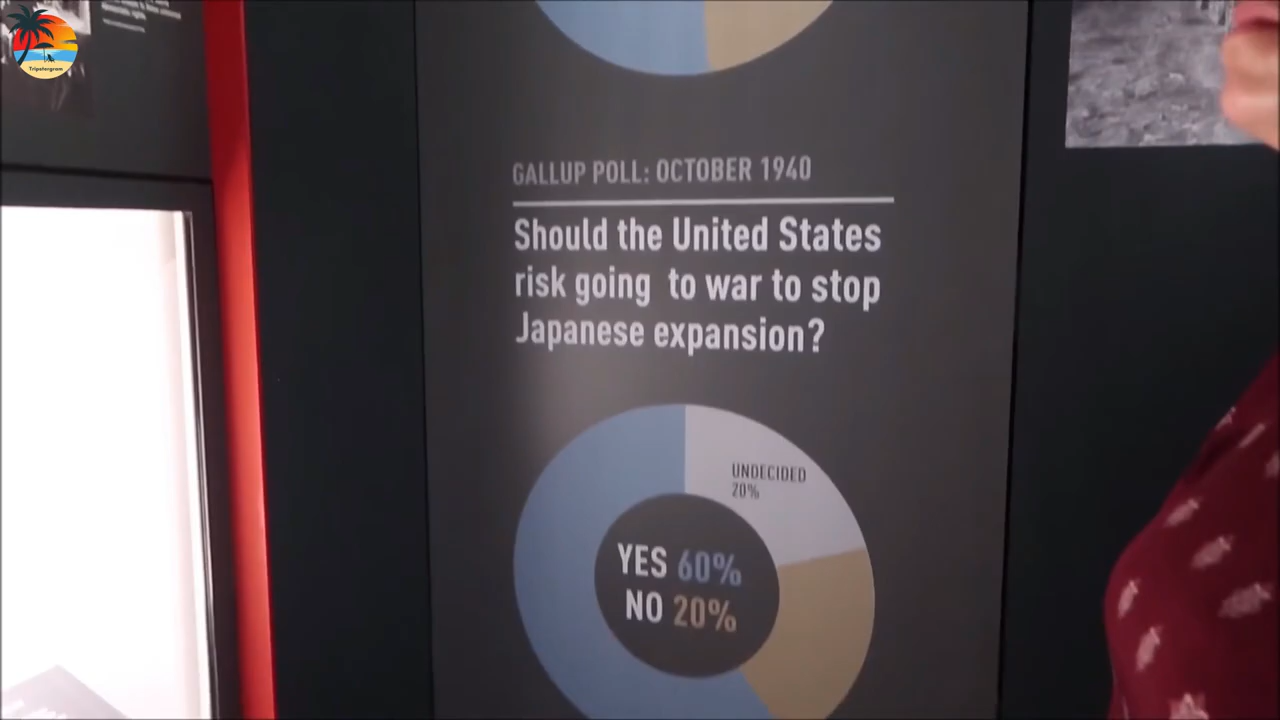 Tripstergram
GALLUP POLL: OCTOBER 1940
Should the United States
risk going to war to stop
Japanese expansion?
UNDECIDED
20%
YES 60%
NO 20%